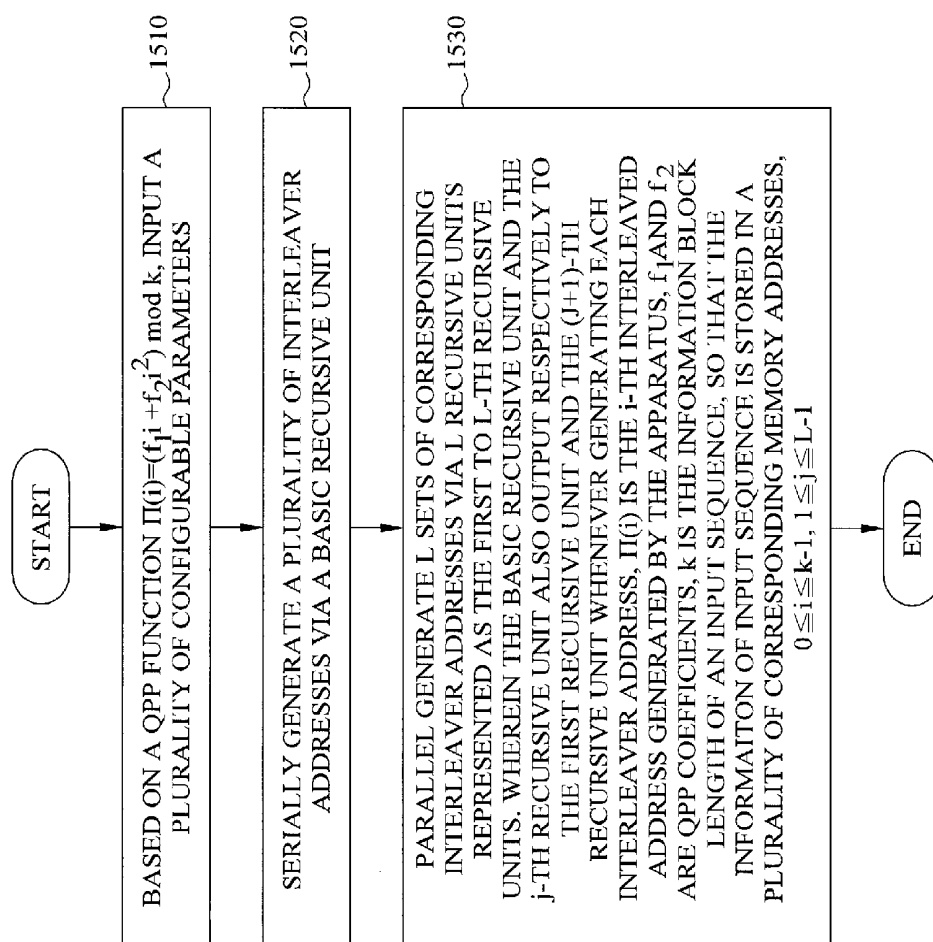 START
1510
BASED ON A QPP FUNCTION Π(i)=(f₁i+f₂i²) mod k, INPUT A
PLURALITY OF CONFIGURABLE PARAMETERS
1520
SERIALLY GENERATE A PLURALITY OF INTERLEAVER
ADDRESSES VIA A BASIC RECURSIVE UNIT
1530
PARALLEL GENERATE L SETS OF CORRESPONDING
INTERLEAVER ADDRESSES VIA L RECURSIVE UNITS
REPRESENTED AS THE FIRST TO L-TH RECURSIVE
UNITS. WHEREIN THE BASIC RECURSIVE UNIT AND THE
j-TH RECURSIVE UNIT ALSO OUTPUT RESPECTIVELY TO
THE FIRST RECURSIVE UNIT AND THE (J+1)-TH
RECURSIVE UNIT WHENEVER GENERATING EACH
INTERLEAVER ADDRESS, Π(i) IS THE i-TH INTERLEAVED
ADDRESS GENERATED BY THE APPARATUS, f₁AND f₂
ARE QPP COEFFICIENTS, k IS THE INFORMATION BLOCK
LENGTH OF AN INPUT SEQUENCE, SO THAT THE
INFORMAITON OF INPUT SEQUENCE IS STORED IN A
PLURALITY OF CORRESPONDING MEMORY ADDRESSES,
0≦i≦k-1, 1≦j≦L-1
END